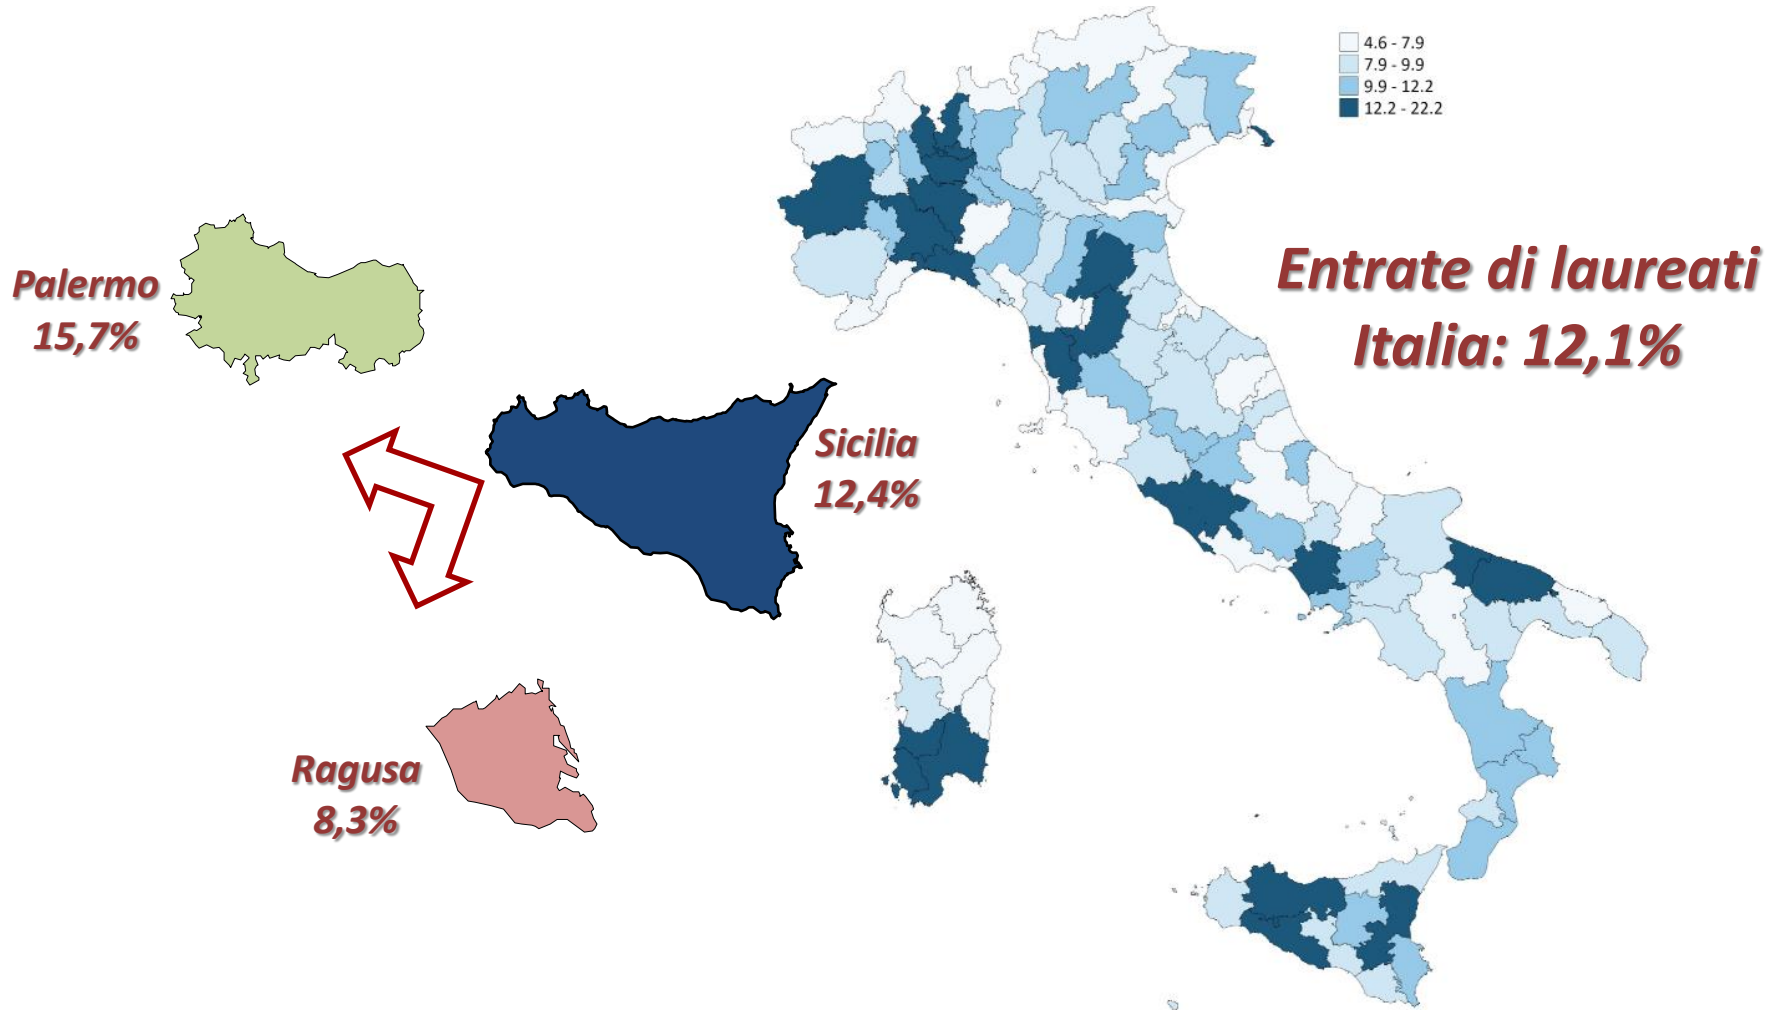 4.6 - 7.9
7.9 - 9.9
9.9 - 12.2
12.2 - 22.2
Entrate di laureati
Italia: 12,1%
Palermo
15,7%
Sicilia
12,4%
Ragusa
8,3%